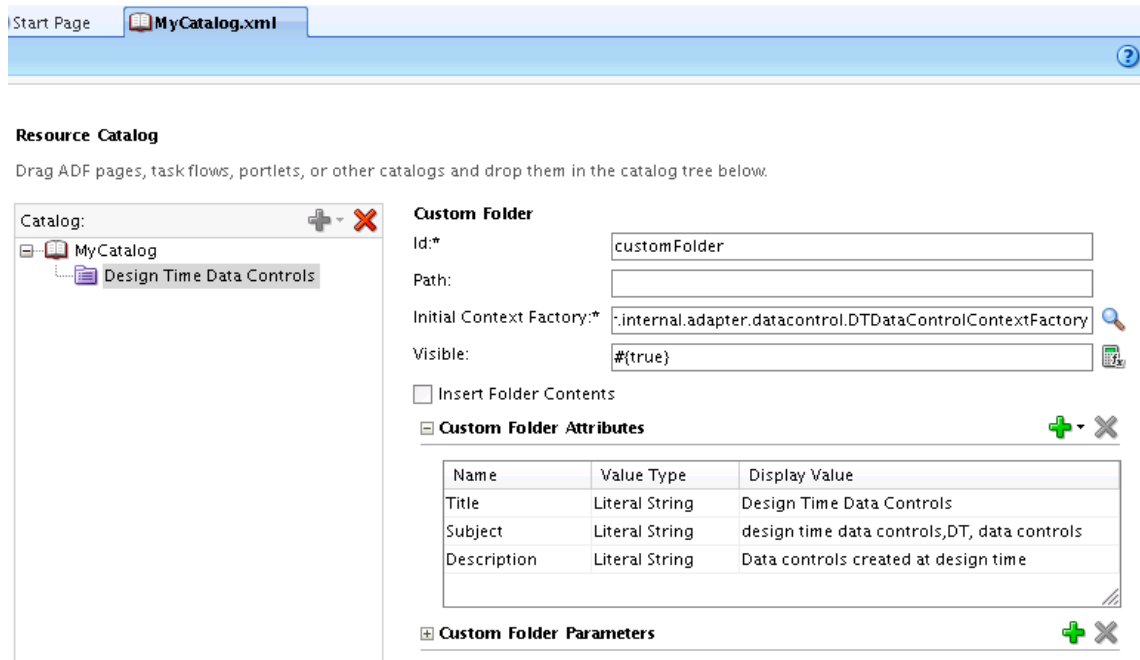 Start Page
MyCatalog.xml
Resource Catalog
Drag ADF pages, task flows, portlets, or other catalogs and drop them in the catalog tree below.
Catalog:
MyCatalog
Design Time Data Controls
Custom Folder
Id:* customFolder
Path:
Initial Context Factory:* r.internal.adapter.datacontrol.DTDataControlContextFactory
Visible: #{true}
Insert Folder Contents
Custom Folder Attributes
Name Value Type Display Value
Title Literal String Design Time Data Controls
Subject Literal String design time data controls,DT, data controls
Description Literal String Data controls created at design time
Custom Folder Parameters